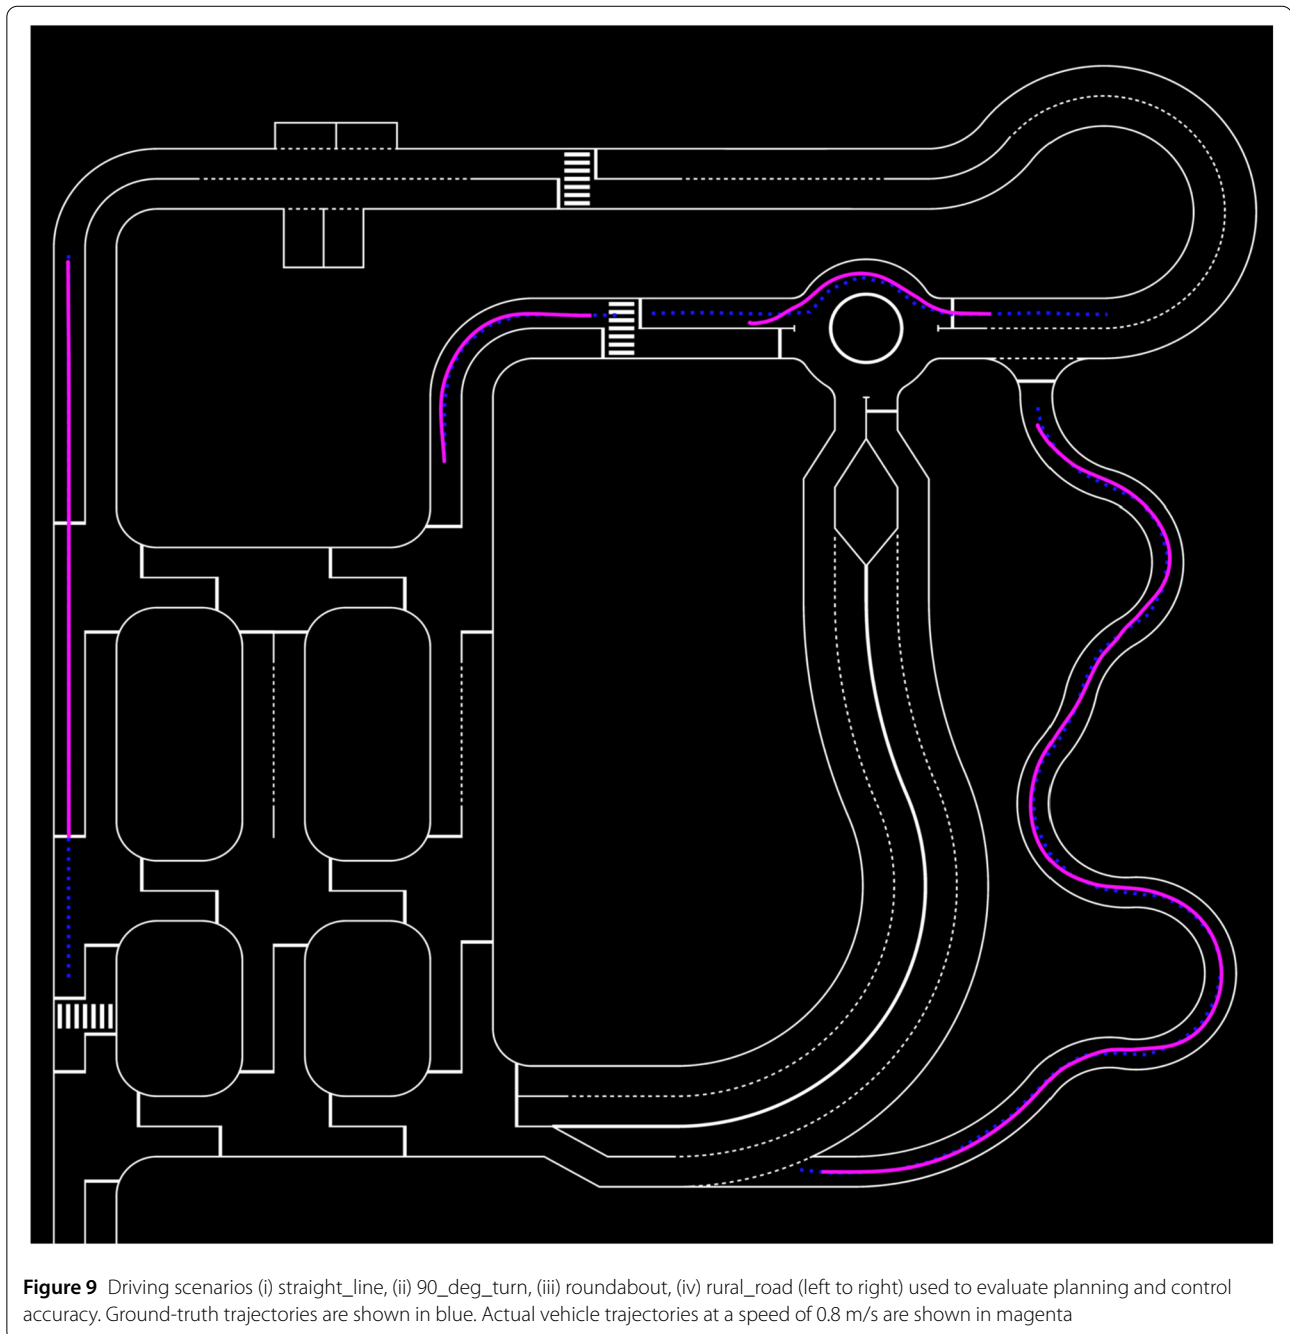 Figure 9 Driving scenarios (i) straight_line, (ii) 90_deg_turn, (iii) roundabout, (iv) rural_road (left to right) used to evaluate planning and control
accuracy. Ground-truth trajectories are shown in blue. Actual vehicle trajectories at a speed of 0.8 m/s are shown in magenta